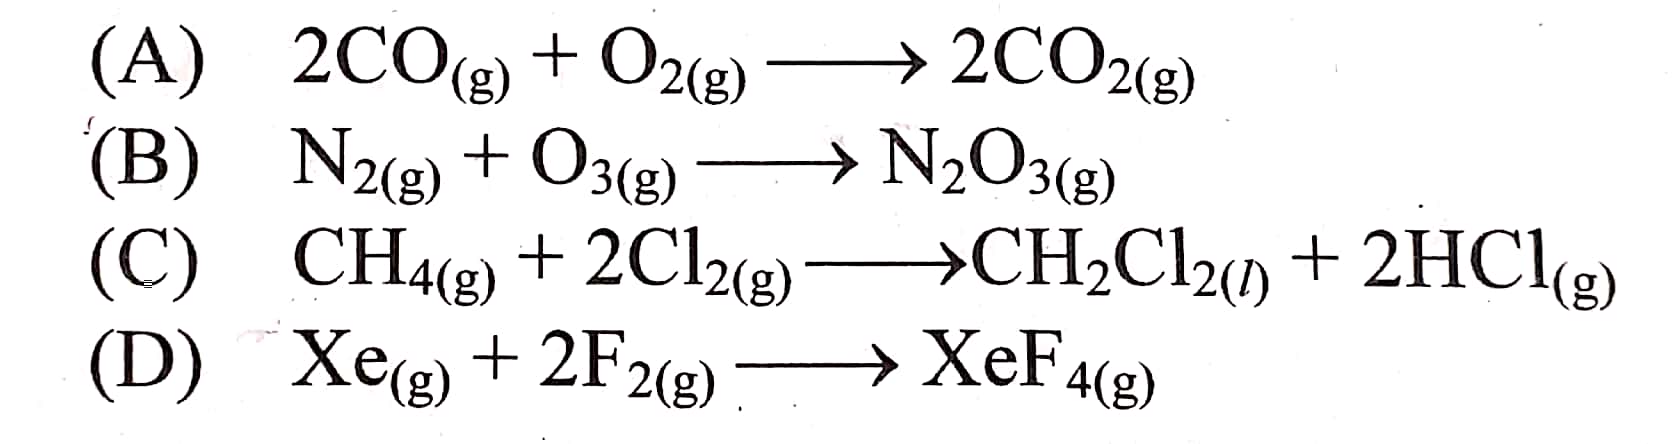 (A) 2CO(g) + O2(g) ⟶ 2CO2(g)
(B) N2(g) + O3(g) ⟶ N2O3(g)
(C) CH4(g) + 2Cl2(g) ⟶ CH2Cl2(l) + 2HCl(g)
(D) Xe(g) + 2F2(g) ⟶ XeF4(g)